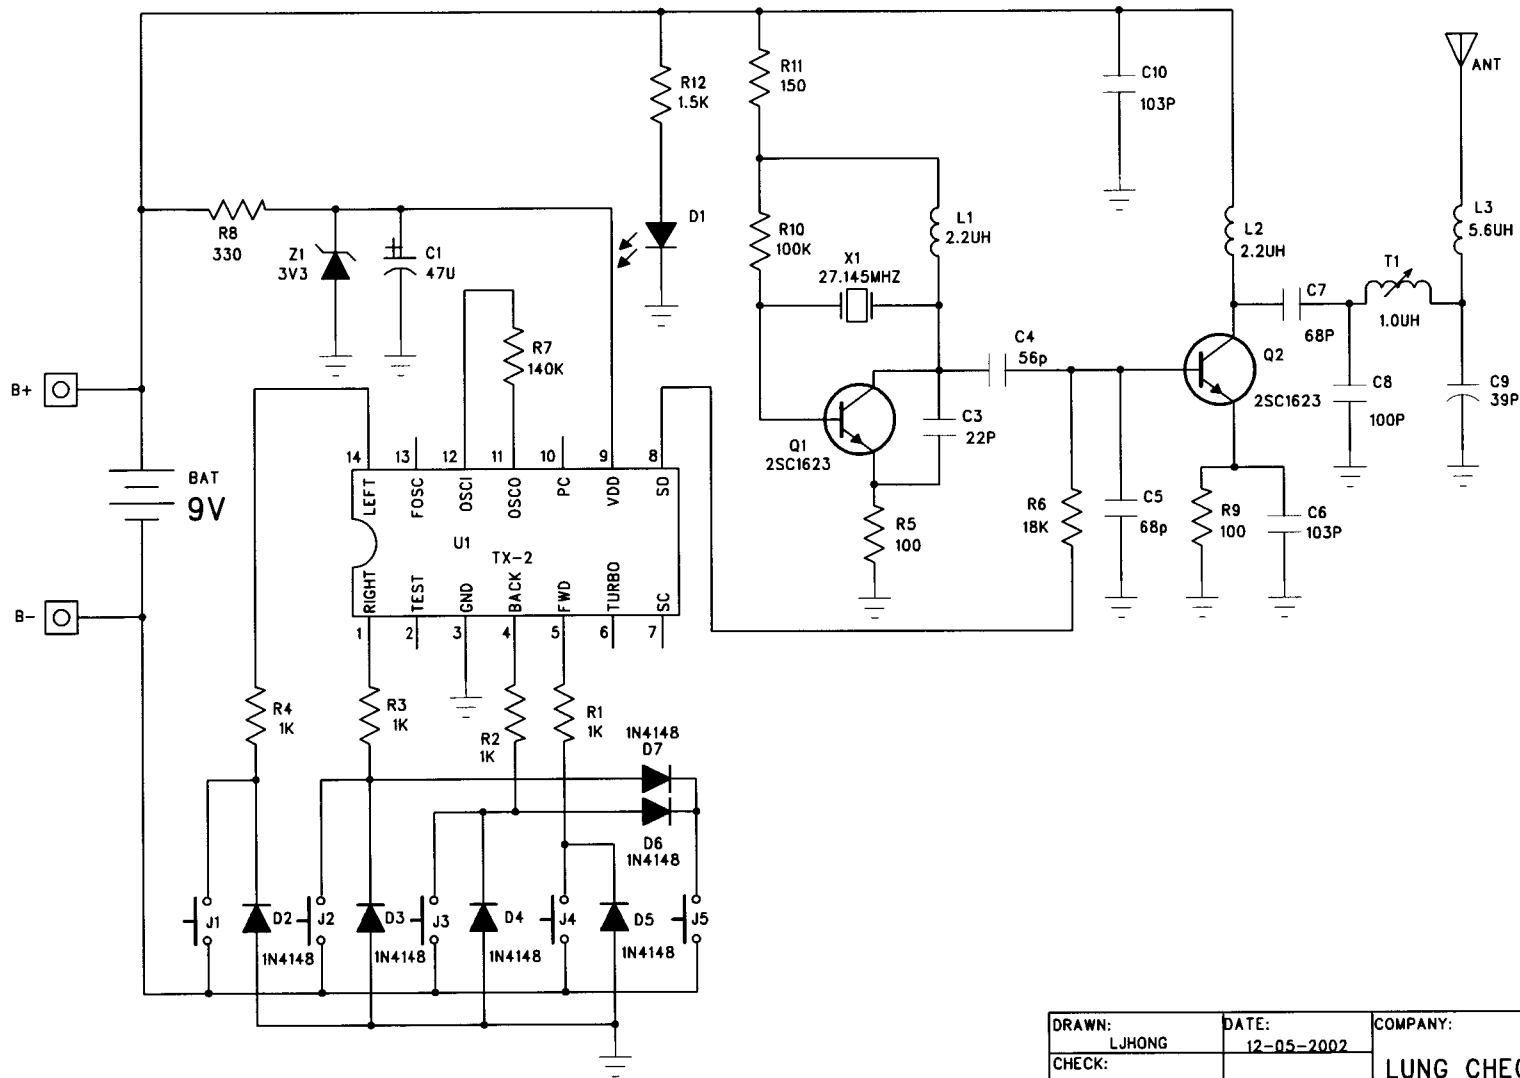 R12
1.5K
R11
150
C10
103P
ANT
R8
330
Z1
3V3
C1
47U
D1
R10
100K
L1
2.2UH
X1
27.145MHZ
L2
2.2UH
L3
5.6UH
T1
1.0UH
C7
68P
R7
140K
C4
56p
Q2
2SC1623
C8
100P
C9
39P
B+
BAT
9V
Q1
2SC1623
C3
22P
14 13 12 11 10 9 8
LEFT FOSC OSCI OSCO PC VDD SD
U1
TX-2
RIGHT TEST GND BACK FWD TURBO SC
1 2 3 4 5 6 7
R6
18K
C5
68p
R5
100
R9
100
C6
103P
B-
R4
1K
R3
1K
R2
1K
R1
1K
1N4148
D7
D6
1N4148
J1 D2 J2 D3 J3 D4 J4 D5 J5
1N4148 1N4148 1N4148 1N4148
DRAWN:
LJHONG
DATE:
12-05-2002
COMPANY:
CHECK:
LUNG CHEO